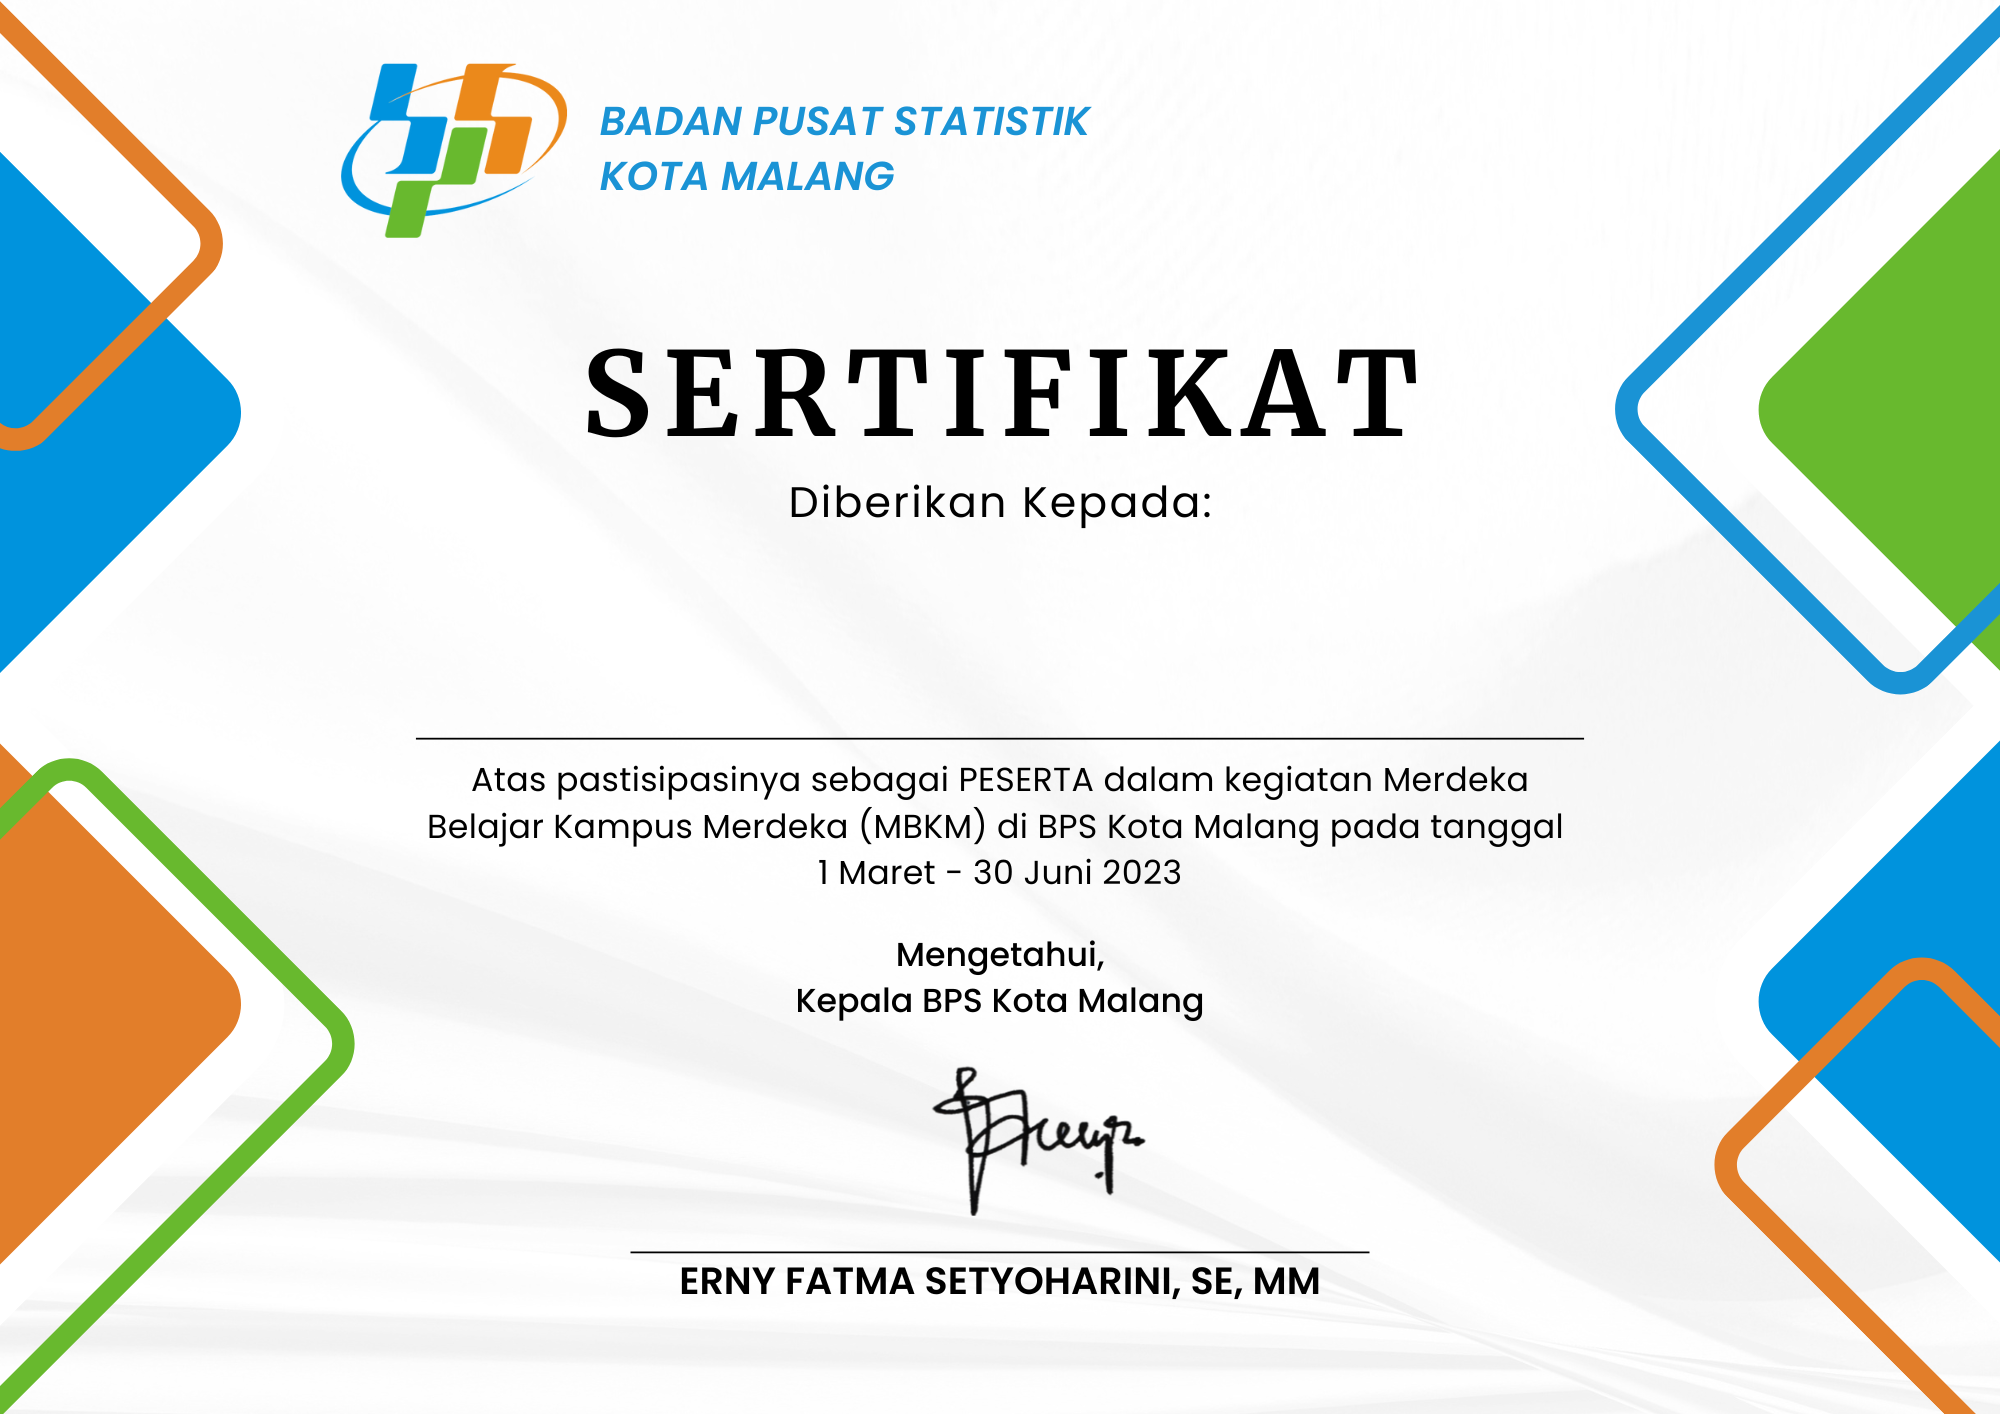 BADAN PUSAT STATISTIK
KOTA MALANG
SERTIFIKAT
Diberikan Kepada:
Atas pastisipasinya sebagai PESERTA dalam kegiatan Merdeka
Belajar Kampus Merdeka (MBKM) di BPS Kota Malang pada tanggal
1 Maret - 30 Juni 2023
Mengetahui,
Kepala BPS Kota Malang
ERNY FATMA SETYOHARINI, SE, MM